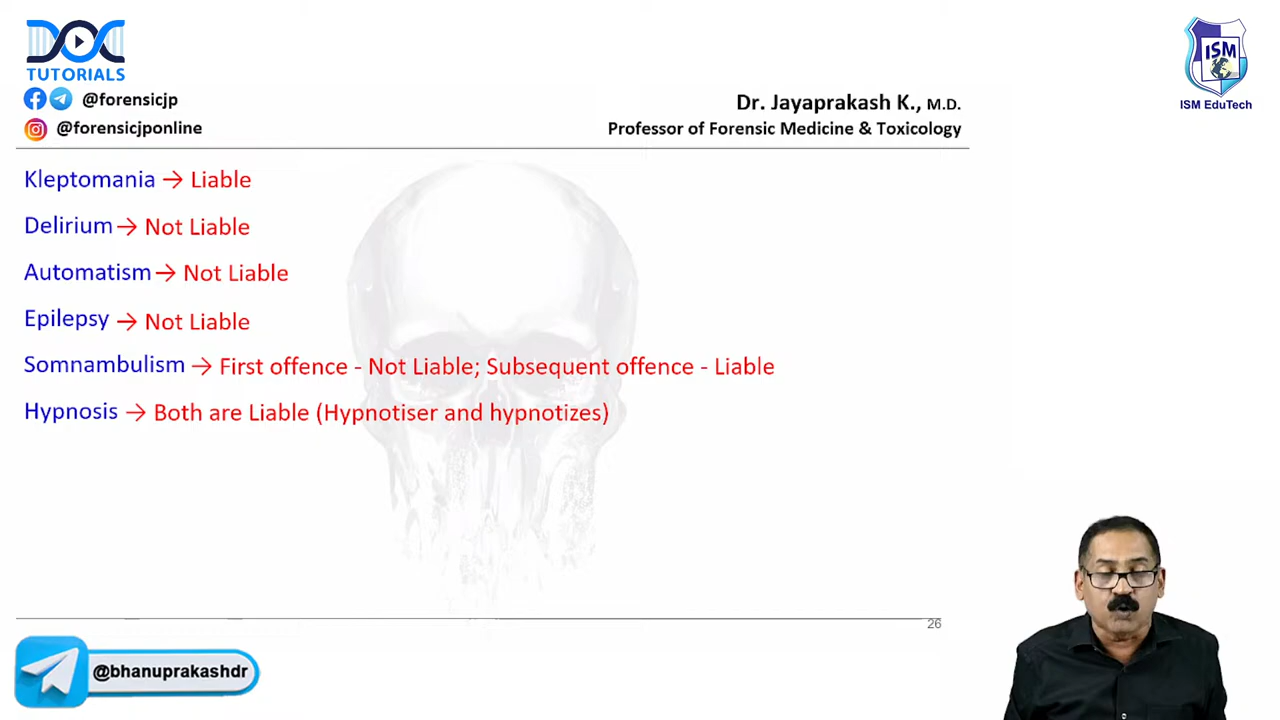 DOC
TUTORIALS
@forensicjp
@forensicjponline
Dr. Jayaprakash K., M.D.
Professor of Forensic Medicine & Toxicology
ISM
ISM EduTech
Kleptomania → Liable
Delirium → Not Liable
Automatism → Not Liable
Epilepsy → Not Liable
Somnambulism → First offence - Not Liable; Subsequent offence - Liable
Hypnosis → Both are Liable (Hypnotiser and hypnotizes)
26
@bhanuprakashdr